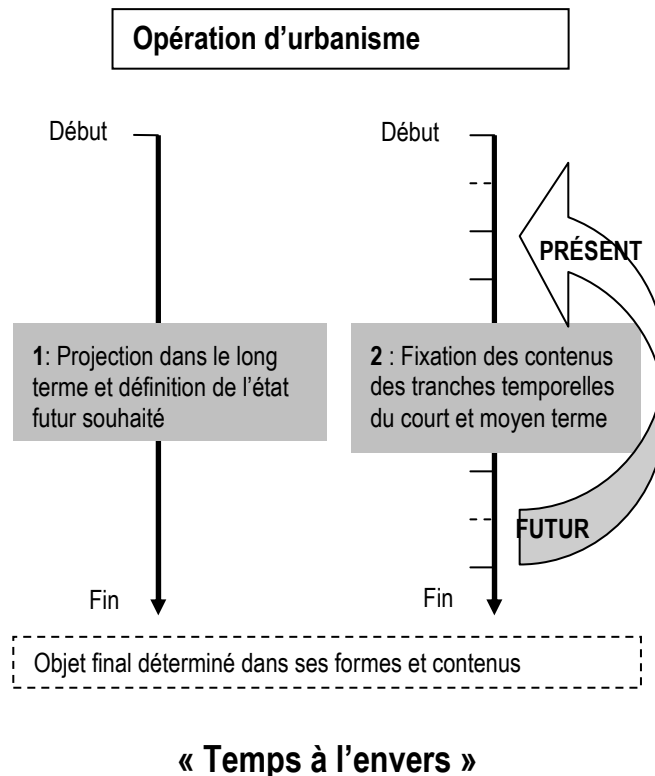 Opération d’urbanisme
Début
Début
PRÉSENT
1: Projection dans le long
terme et définition de l’état
futur souhaité
2 : Fixation des contenus
des tranches temporelles
du court et moyen terme
FUTUR
Fin
Fin
Objet final déterminé dans ses formes et contenus
« Temps à l’envers »